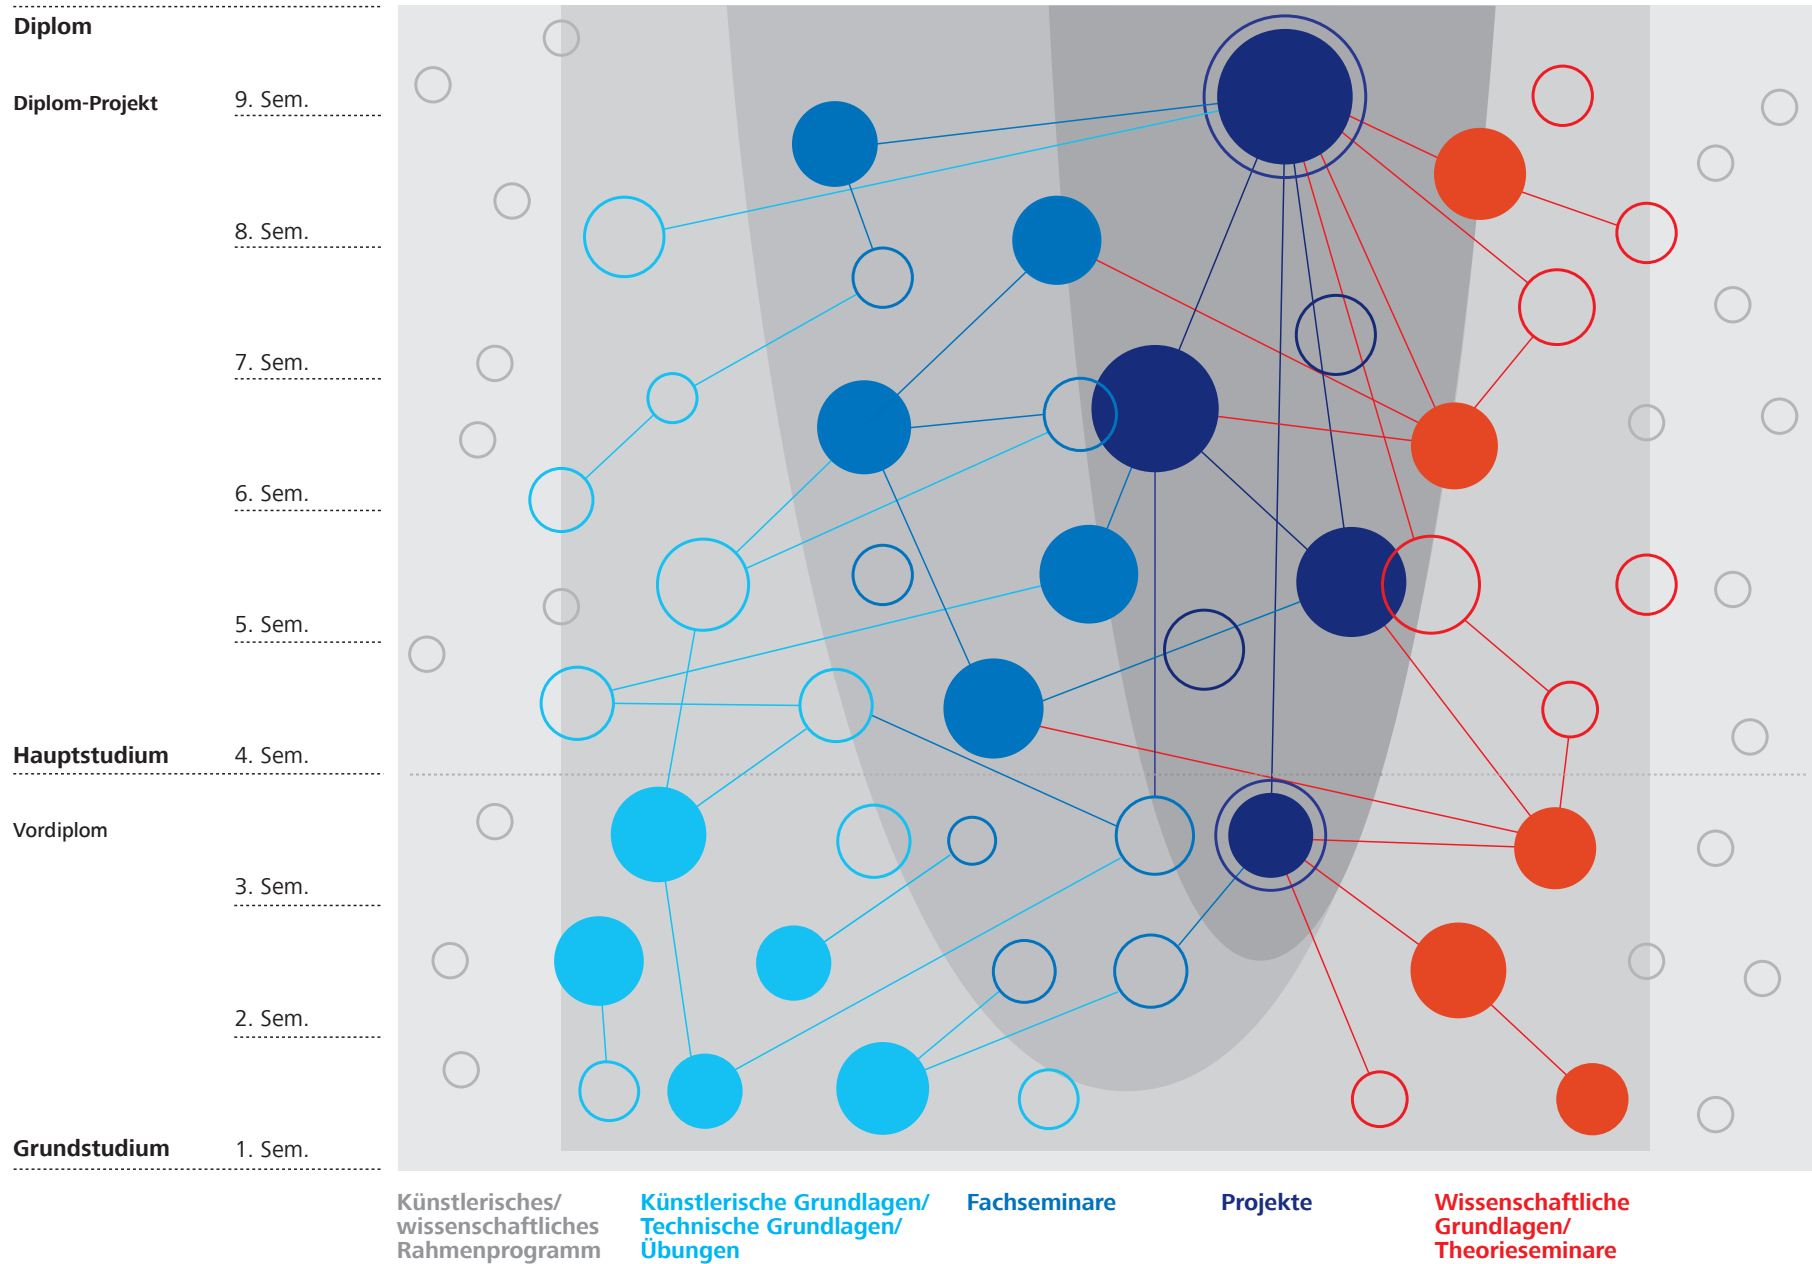 Diplom
Diplom-Projekt 9. Sem.
8. Sem.
7. Sem.
6. Sem.
5. Sem.
Hauptstudium 4. Sem.
Vordiplom
3. Sem.
2. Sem.
Grundstudium 1. Sem.
Künstlerisches/
wissenschaftliches
Rahmenprogramm
Künstlerische Grundlagen/
Technische Grundlagen/
Übungen
Fachseminare
Projekte
Wissenschaftliche
Grundlagen/
Theorieseminare